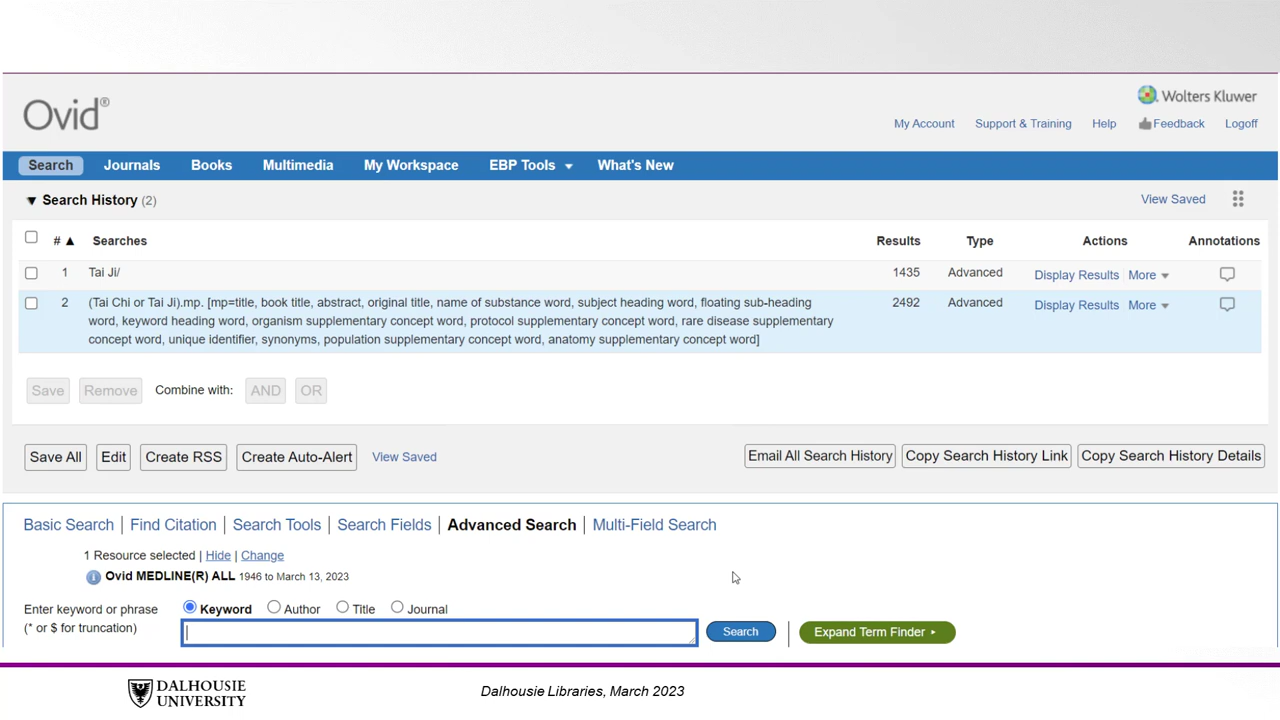 Ovid®
Wolters Kluwer
My Account Support & Training Help Feedback Logoff
Search Journals Books Multimedia My Workspace EBP Tools What's New
▼ Search History (2) View Saved
# ▲ Searches Results Type Actions Annotations
1 Tai Ji/ 1435 Advanced Display Results More
2 (Tai Chi or Tai Ji).mp. [mp=title, book title, abstract, original title, name of substance word, subject heading word, floating sub-heading 2492 Advanced Display Results More
word, keyword heading word, organism supplementary concept word, protocol supplementary concept word, rare disease supplementary
concept word, unique identifier, synonyms, population supplementary concept word, anatomy supplementary concept word]
Save Remove Combine with: AND OR
Save All Edit Create RSS Create Auto-Alert View Saved Email All Search History Copy Search History Link Copy Search History Details
Basic Search | Find Citation | Search Tools | Search Fields | Advanced Search | Multi-Field Search
1 Resource selected | Hide | Change
Ovid MEDLINE(R) ALL 1946 to March 13, 2023
Enter keyword or phrase Keyword Author Title Journal
(* or $ for truncation) Search Expand Term Finder
DALHOUSIE
UNIVERSITY
Dalhousie Libraries, March 2023